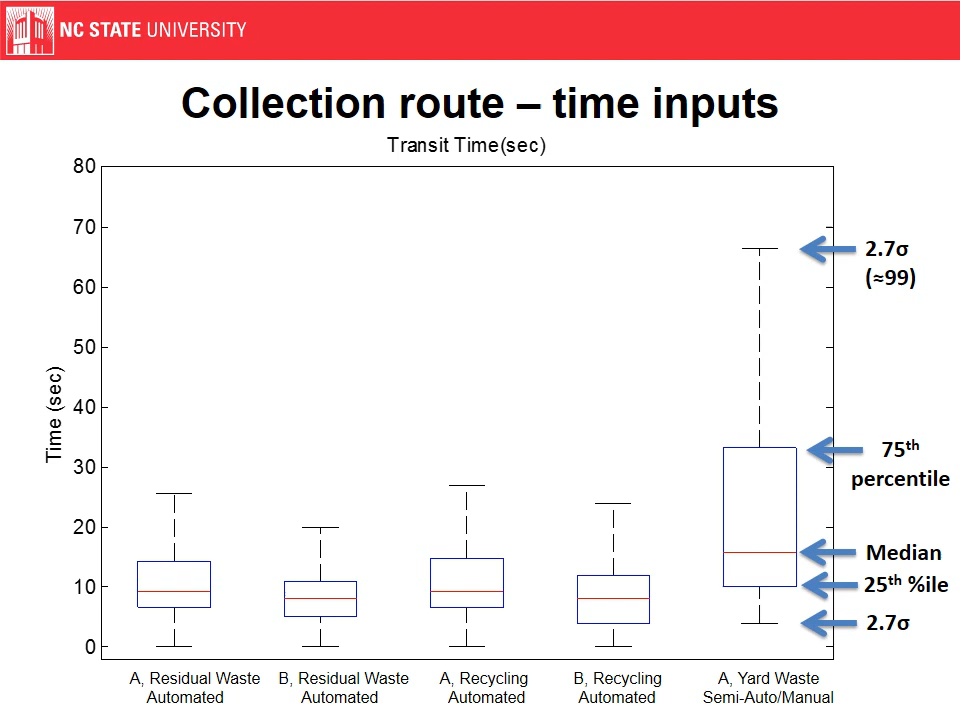 NC STATE UNIVERSITY
Collection route – time inputs
Transit Time(sec)
80
70
60
50
40
30
20
10
0
Time (sec)
2.7σ
(≈99)
75th
percentile
Median
25th %ile
2.7σ
A, Residual Waste
Automated
B, Residual Waste
Automated
A, Recycling
Automated
B, Recycling
Automated
A, Yard Waste
Semi-Auto/Manual